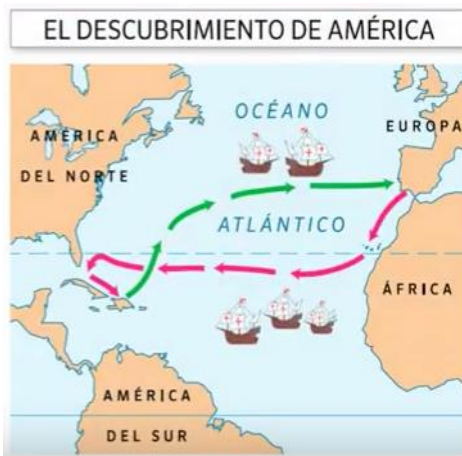 EL DESCUBRIMIENTO DE AMÉRICA
OCÉANO
EUROPA
AMÉRICA
DEL NORTE
ATLÁNTICO
ÁFRICA
AMÉRICA
DEL SUR